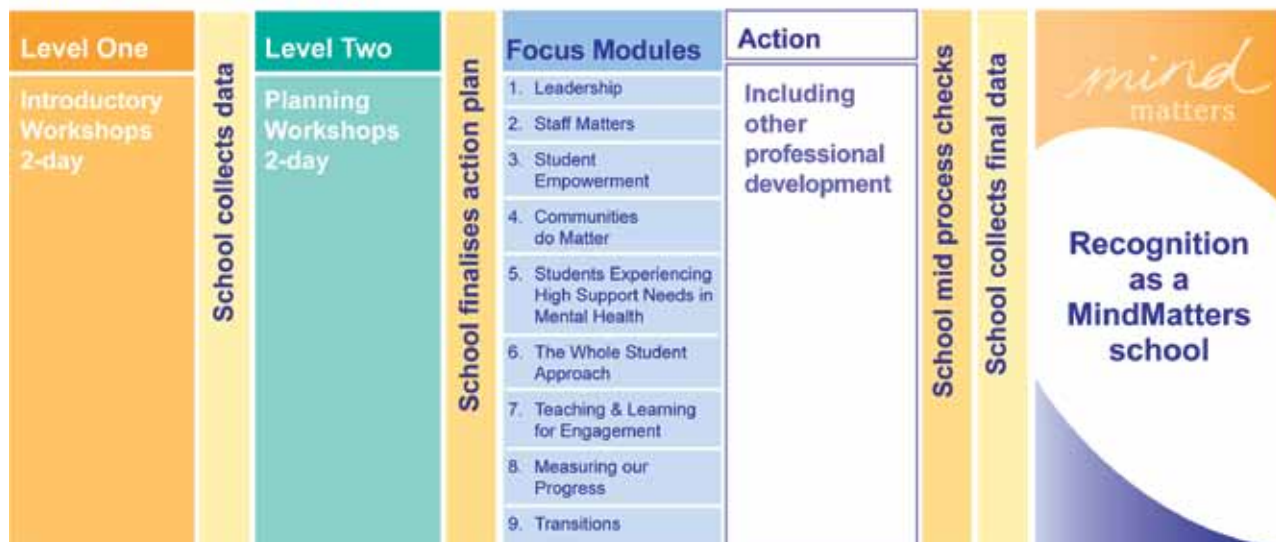 Level One
Introductory
Workshops
2-day
School collects data
Level Two
Planning
Workshops
2-day
School finalises action plan
Focus Modules
1. Leadership
2. Staff Matters
3. Student
Empowerment
4. Communities
do Matter
5. Students Experiencing
High Support Needs in
Mental Health
6. The Whole Student
Approach
7. Teaching & Learning
for Engagement
8. Measuring our
Progress
9. Transitions
Action
Including
other
professional
development
School mid process checks
School collects final data
mind
matters
Recognition
as a
MindMatters
school